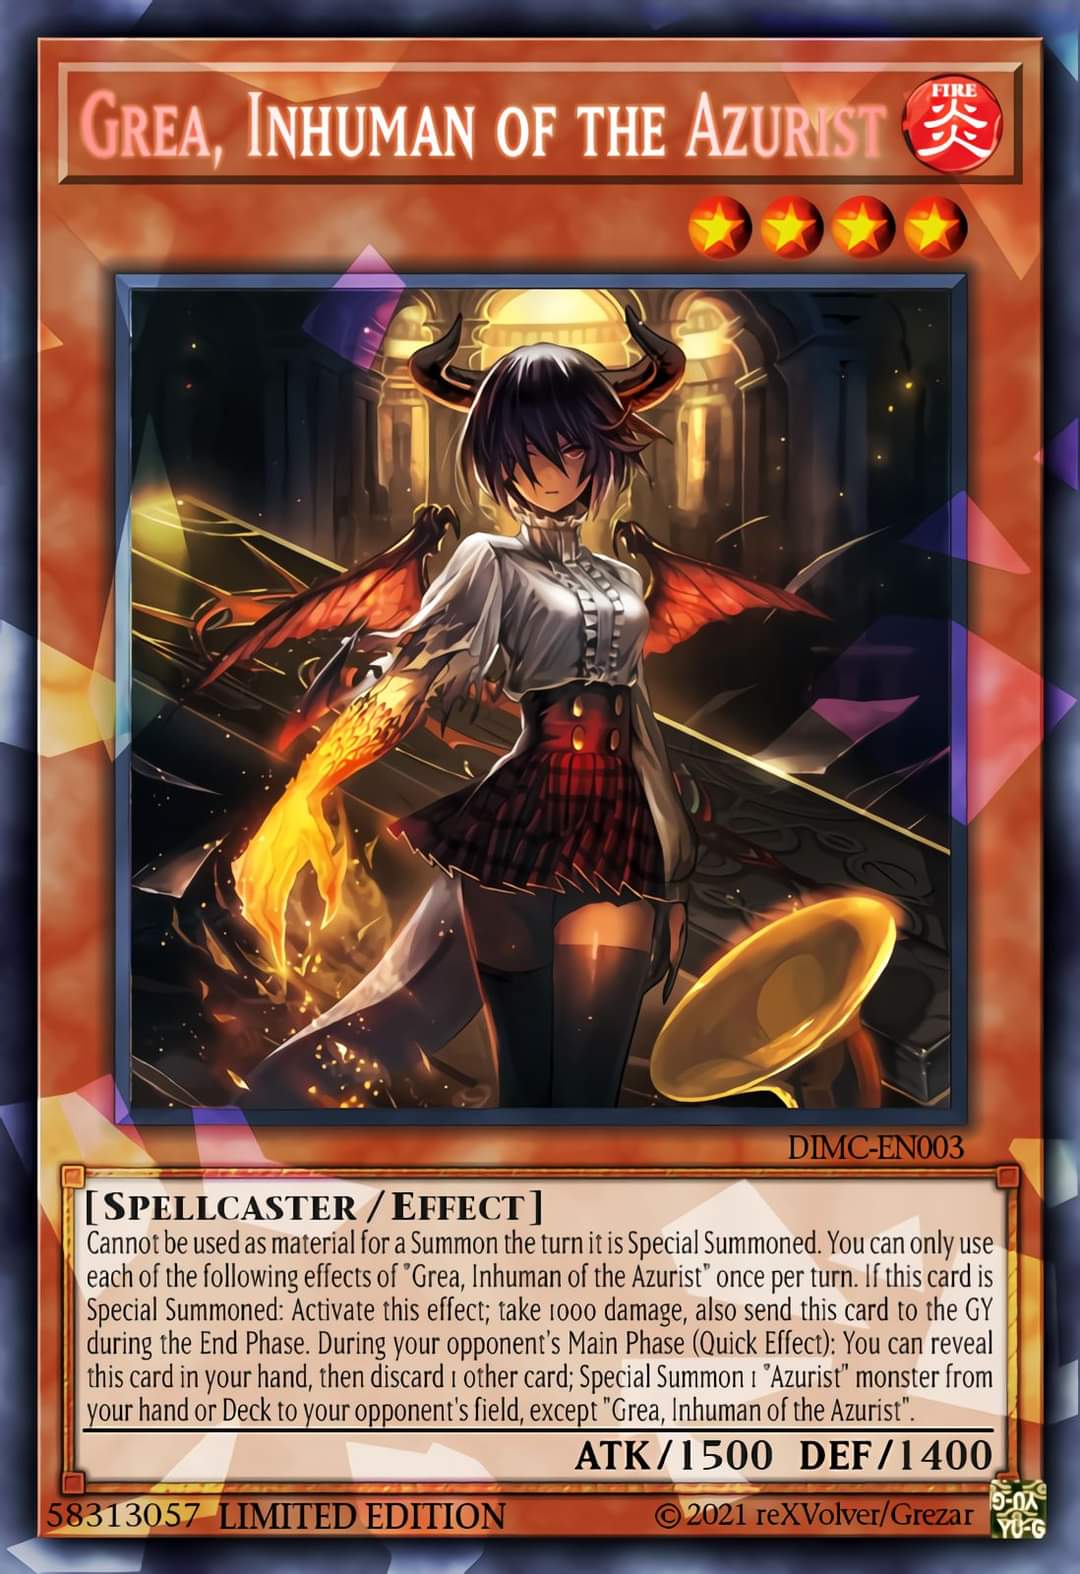 Grea, Inhuman of the Azurist
FIRE
炎
DIMC-EN003
[Spellcaster/Effect]
Cannot be used as material for a Summon the turn it is Special Summoned. You can only use
each of the following effects of "Grea, Inhuman of the Azurist" once per turn. If this card is
Special Summoned: Activate this effect; take 1000 damage, also send this card to the GY
during the End Phase. During your opponent's Main Phase (Quick Effect): You can reveal
this card in your hand, then discard 1 other card; Special Summon 1 "Azurist" monster from
your hand or Deck to your opponent's field, except "Grea, Inhuman of the Azurist".
ATK/1500 DEF/1400
58313057 LIMITED EDITION
© 2021 reXVolver/Grezar
YU-G
YU-G